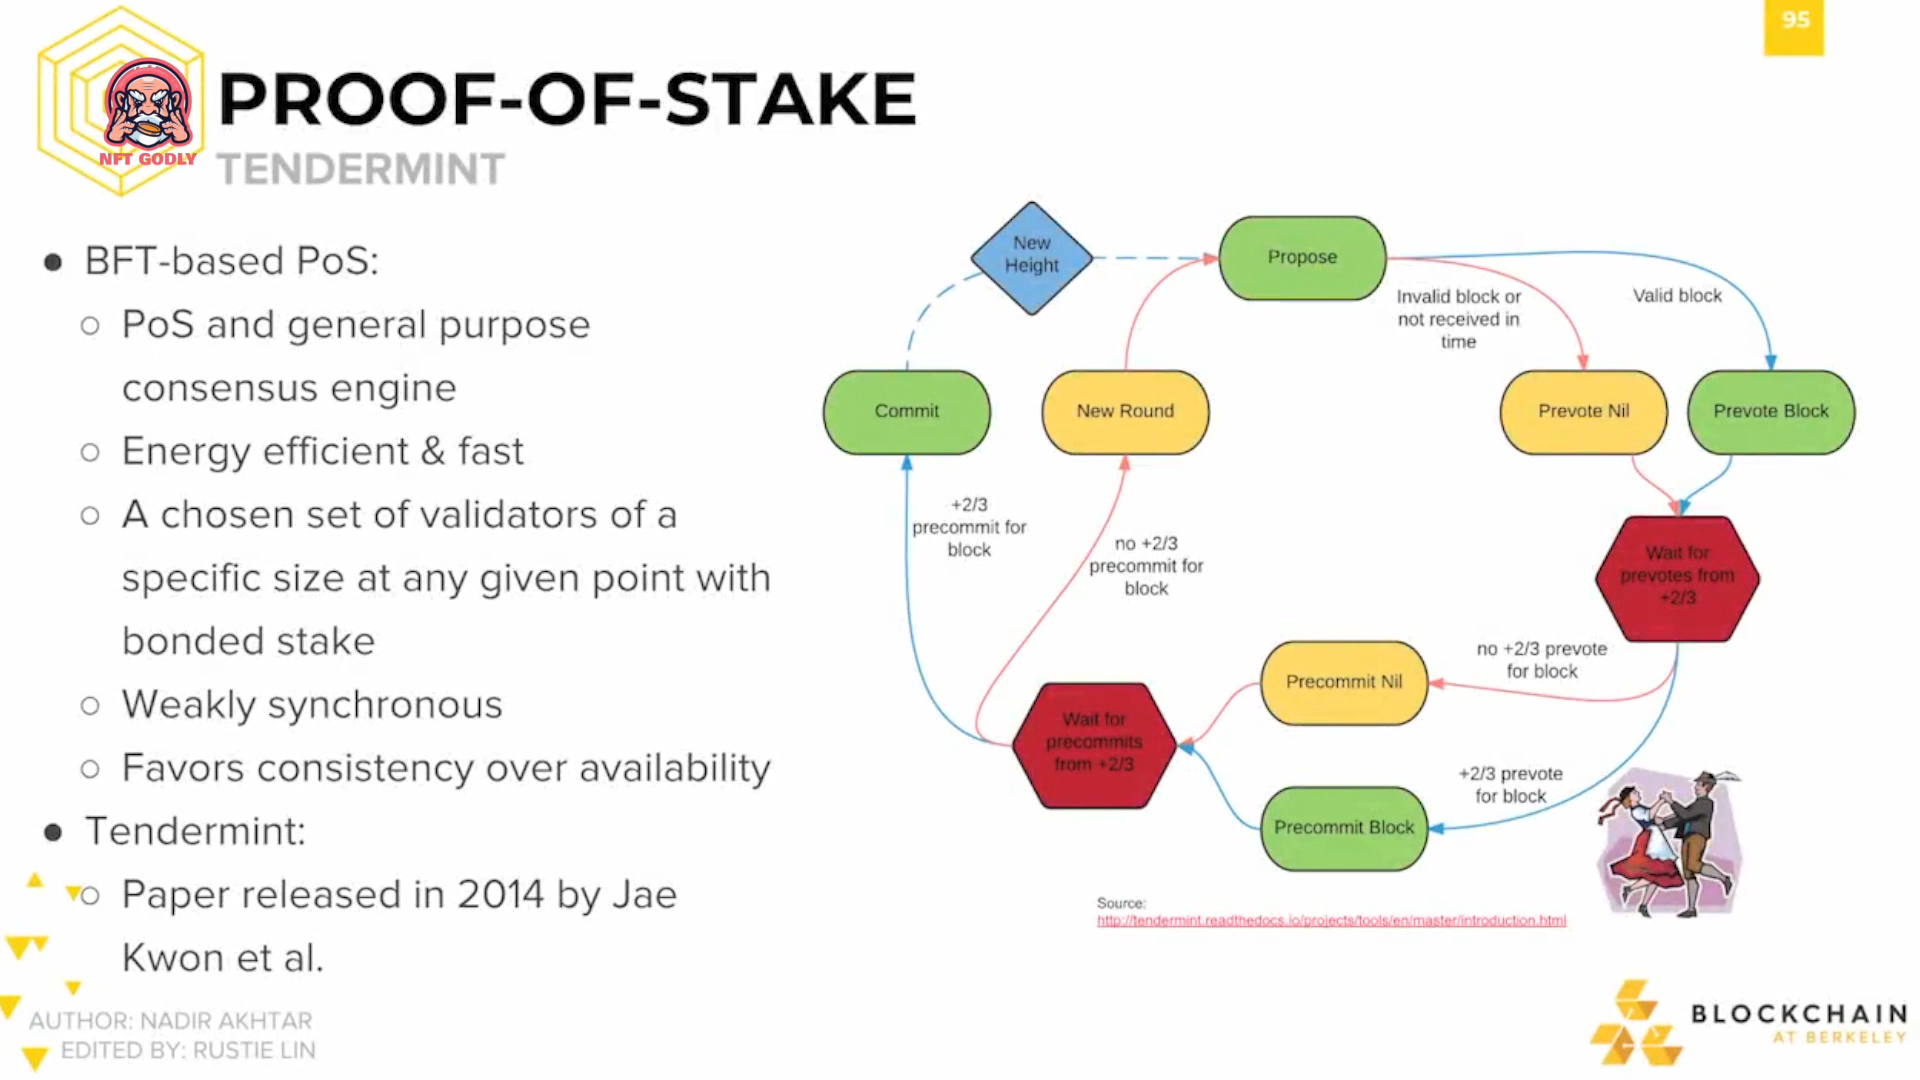 95
PROOF-OF-STAKE
NFT GODLY
TENDERMINT
● BFT-based PoS:
○ PoS and general purpose
consensus engine
○ Energy efficient & fast
○ A chosen set of validators of a
specific size at any given point with
bonded stake
○ Weakly synchronous
○ Favors consistency over availability
● Tendermint:
○ Paper released in 2014 by Jae
Kwon et al.
New
Height
Propose
Invalid block or
not received in
time
Valid block
Commit
New Round
Prevote Nil
Prevote Block
+2/3
precommit for
block
no +2/3
precommit for
block
Wait for
prevotes from
+2/3
no +2/3 prevote
for block
Precommit Nil
Wait for
precommits
from +2/3
+2/3 prevote
for block
Precommit Block
Source:
http://tendermint.readthedocs.io/projects/tools/en/master/introduction.html
AUTHOR: NADIR AKHTAR
EDITED BY: RUSTIE LIN
BLOCKCHAIN
AT BERKELEY